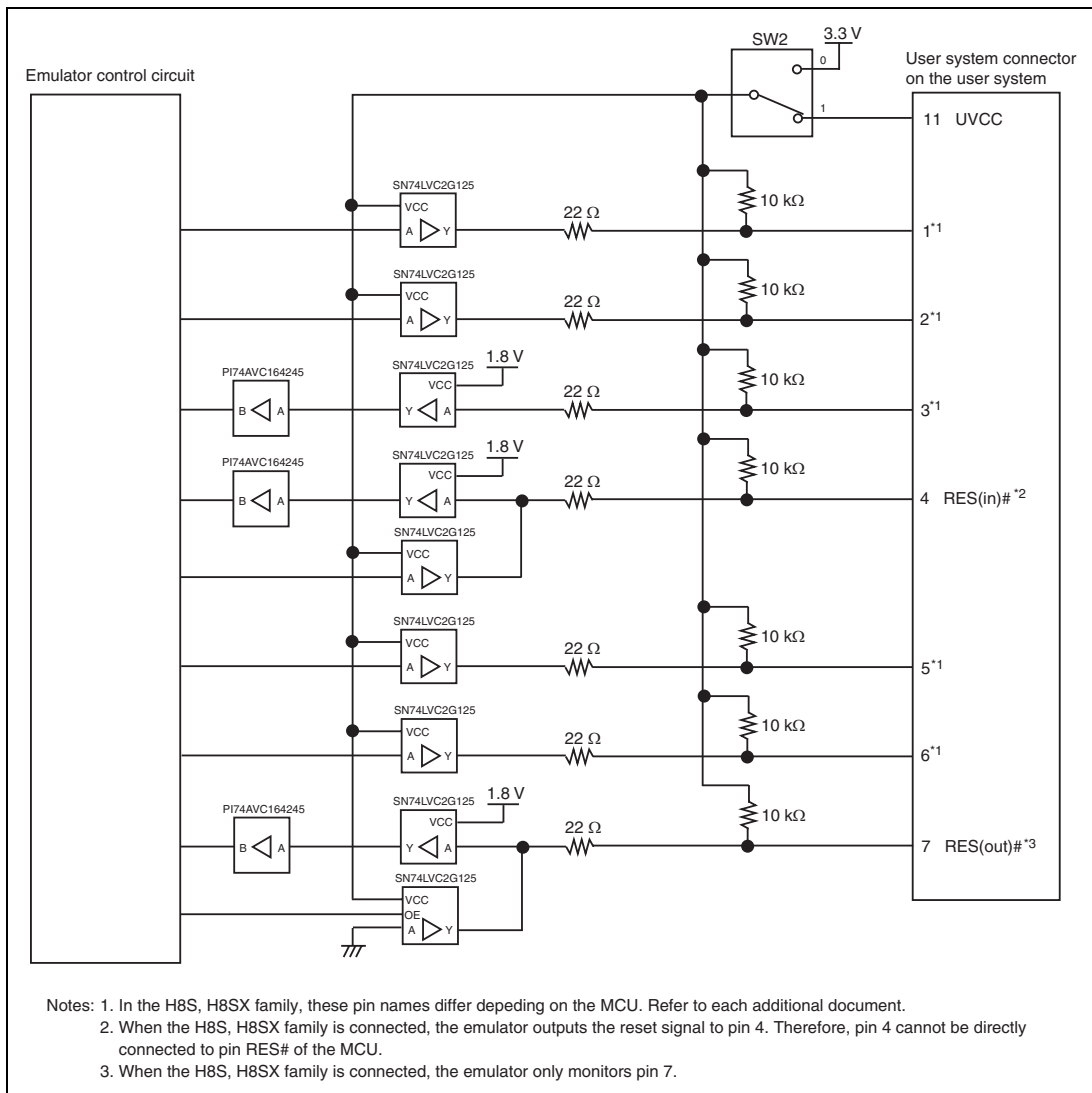 SW2
3.3 V
0
1
Emulator control circuit
User system connector
on the user system
11 UVCC
SN74LVC2G125
VCC
A Y
22 Ω
10 kΩ
1*1
SN74LVC2G125
VCC
A Y
22 Ω
10 kΩ
2*1
PI74AVC164245
B A
SN74LVC2G125
1.8 V
VCC
Y A
22 Ω
10 kΩ
3*1
PI74AVC164245
B A
SN74LVC2G125
1.8 V
VCC
Y A
22 Ω
10 kΩ
4 RES(in)# *2
SN74LVC2G125
VCC
A Y
SN74LVC2G125
VCC
A Y
22 Ω
10 kΩ
5*1
SN74LVC2G125
VCC
A Y
22 Ω
10 kΩ
6*1
PI74AVC164245
B A
SN74LVC2G125
1.8 V
VCC
Y A
22 Ω
10 kΩ
7 RES(out)#*3
SN74LVC2G125
VCC
OE
A Y
Notes: 1. In the H8S, H8SX family, these pin names differ depeding on the MCU. Refer to each additional document.
2. When the H8S, H8SX family is connected, the emulator outputs the reset signal to pin 4. Therefore, pin 4 cannot be directly
connected to pin RES# of the MCU.
3. When the H8S, H8SX family is connected, the emulator only monitors pin 7.